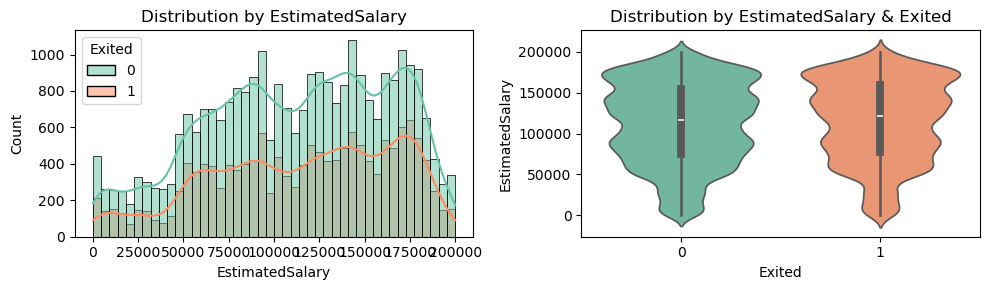 Distribution by EstimatedSalary
Count
1000
800
600
400
200
0
Exited
0
1
0 25000 50000 75000 100000 125000 150000 175000 200000
EstimatedSalary
Distribution by EstimatedSalary & Exited
EstimatedSalary
200000
150000
100000
50000
0
0 1
Exited